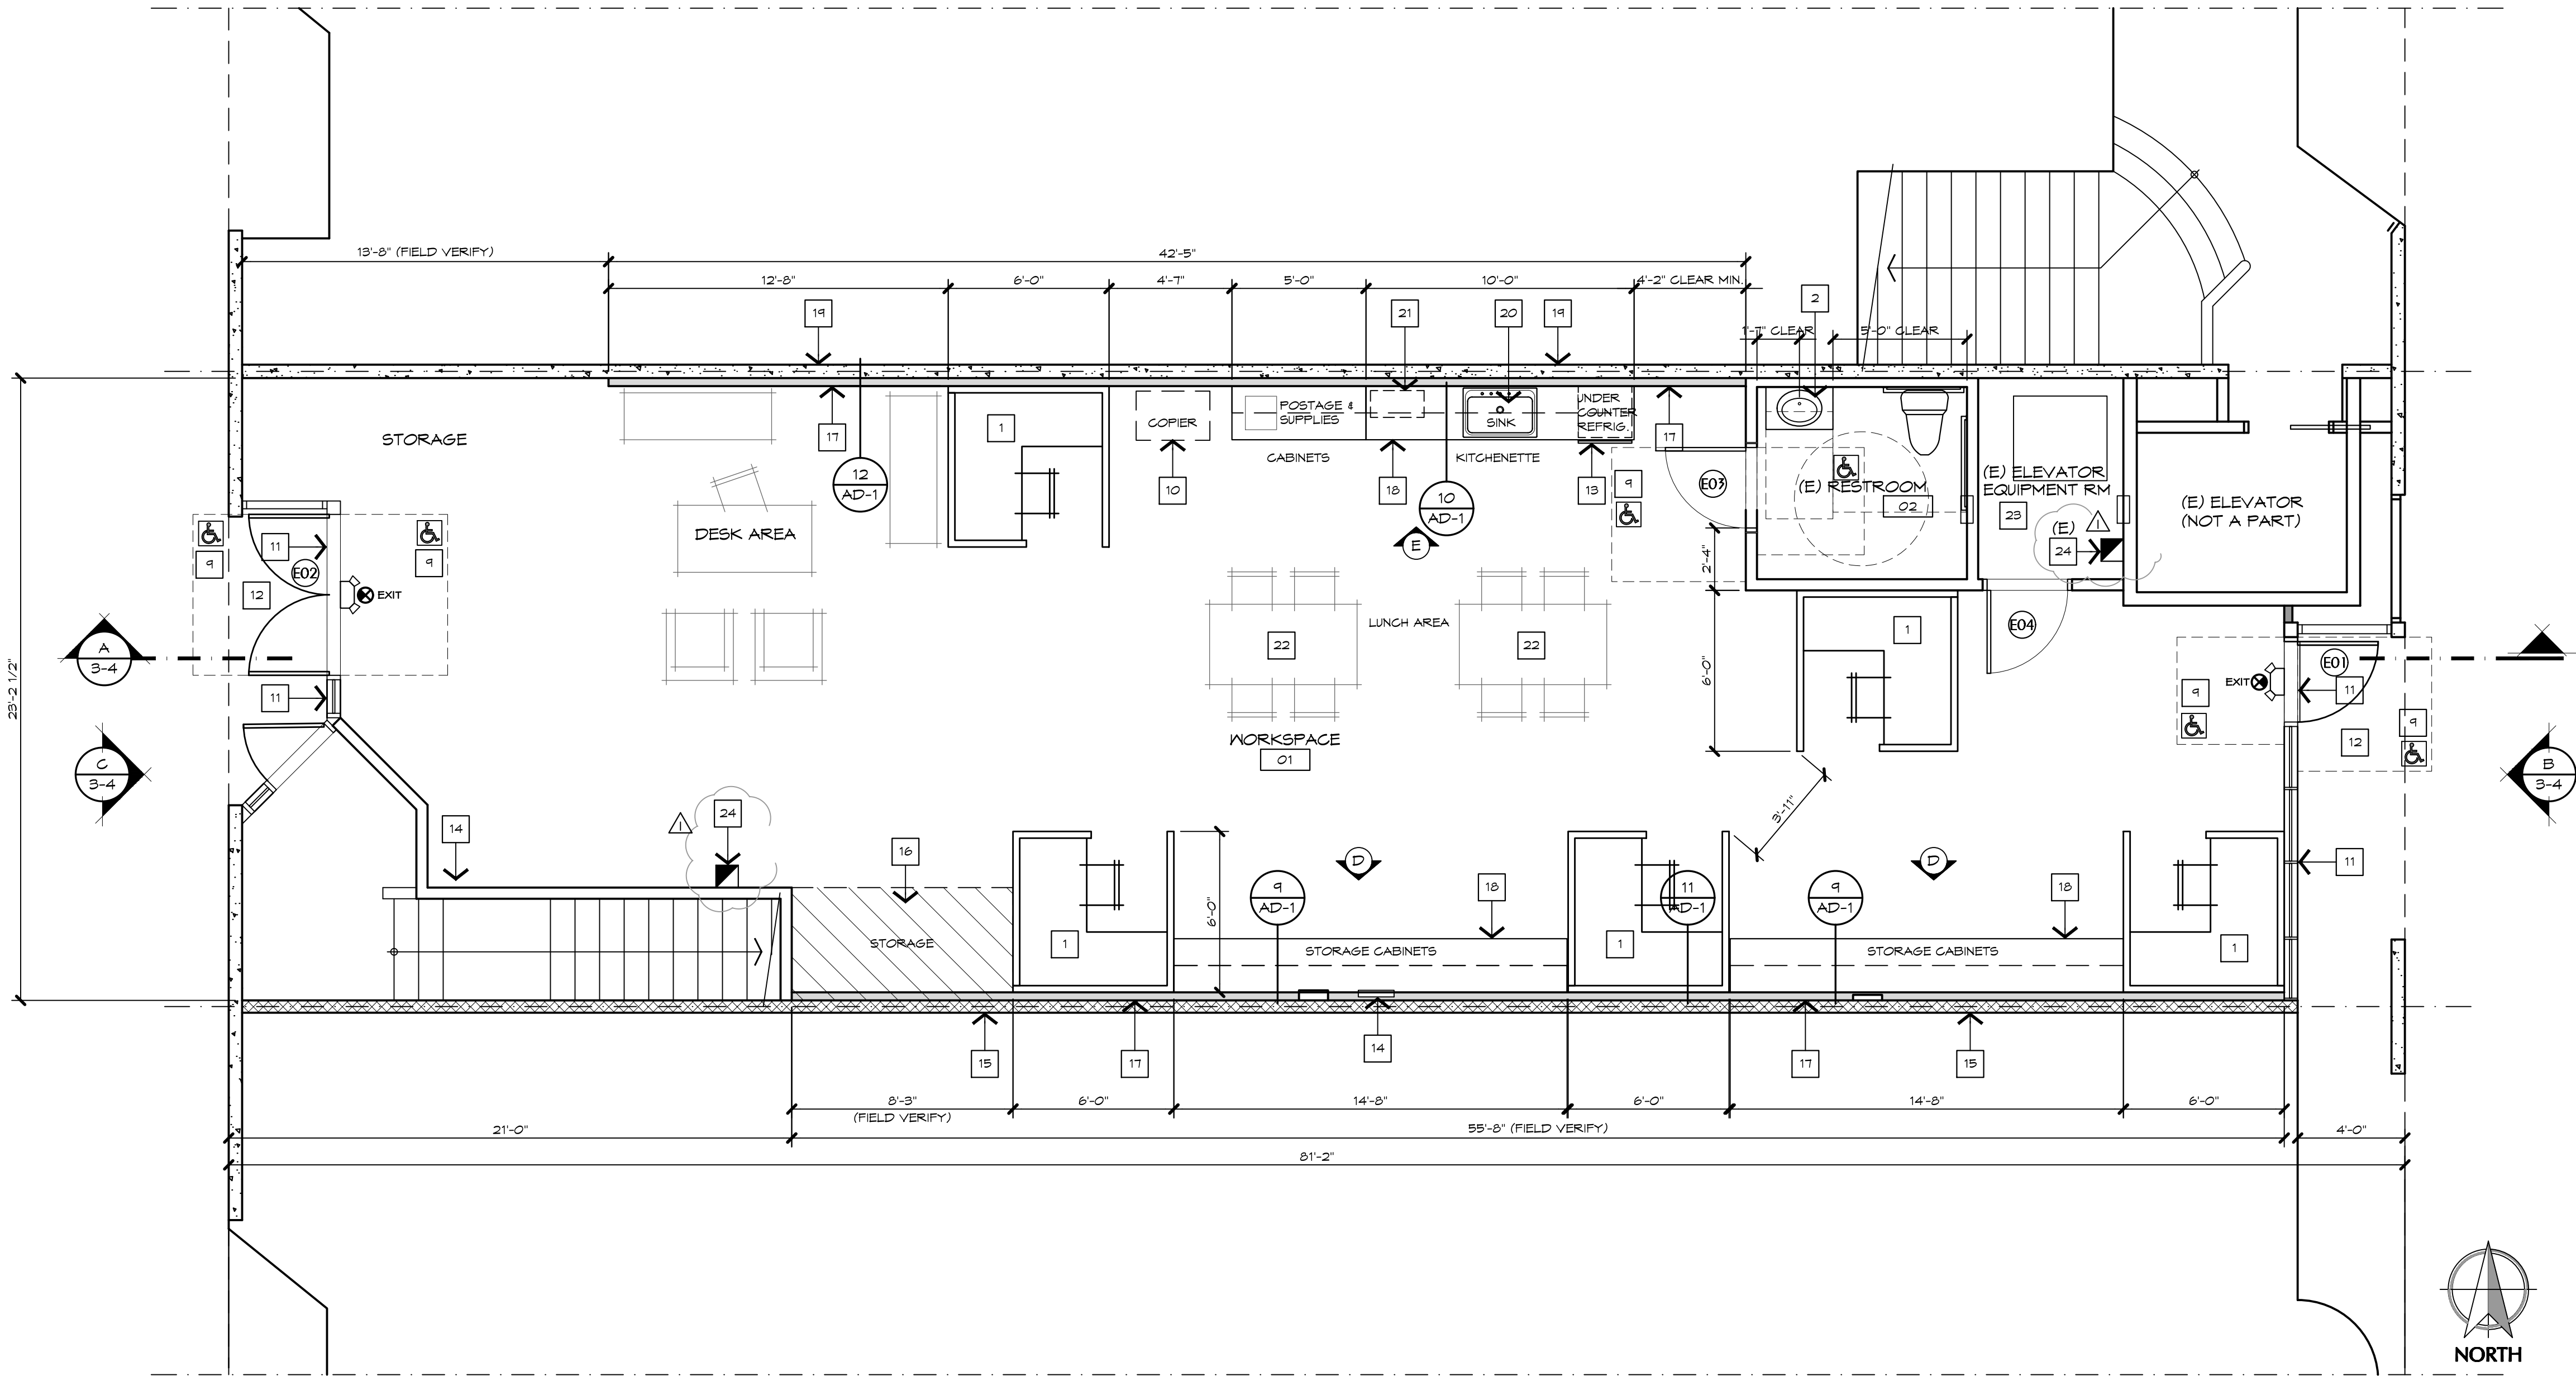 13'-8" (FIELD VERIFY)
42'-5"
12'-8"
6'-0"
4'-7"
5'-0"
10'-0"
4'-2" CLEAR MIN.
19
21
20
19
2
1'-7" CLEAR
5'-0" CLEAR
STORAGE
17
1
COPIER
POSTAGE &
SUPPLIES
SINK
UNDER
COUNTER
REFRIG.
17
CABINETS
KITCHENETTE
12
AD-1
10
18
10
AD-1
13
9
E03
(E) RESTROOM
02
(E) ELEVATOR
EQUIPMENT RM
23
(E)
1
24
(E) ELEVATOR
(NOT A PART)
DESK AREA
E
9
11
E02
9
12
EXIT
2'-4"
22
LUNCH AREA
22
1
E04
A
3-4
6'-0"
23'-2 1/2"
11
EXIT
9
E01
11
9
12
WORKSPACE
01
C
3-4
B
3-4
3'-11"
14
1
24
16
D
D
11
6'-0"
9
AD-1
18
11
AD-1
9
AD-1
18
STORAGE
1
STORAGE CABINETS
1
STORAGE CABINETS
1
15
17
14
17
15
8'-3"
(FIELD VERIFY)
6'-0"
14'-8"
6'-0"
14'-8"
6'-0"
21'-0"
55'-8" (FIELD VERIFY)
4'-0"
81'-2"
NORTH